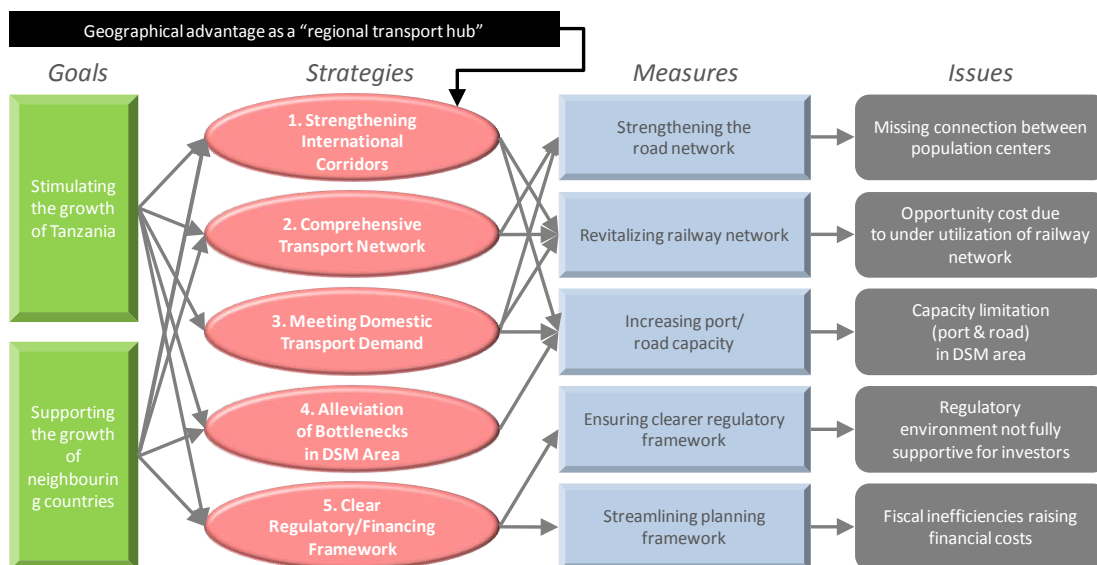 Geographical advantage as a “regional transport hub”
Goals
Strategies
Measures
Issues
Stimulating
the growth
of Tanzania
Supporting
the growth
of
neighbourin
g countries
1. Strengthening
International
Corridors
2. Comprehensive
Transport Network
3. Meeting Domestic
Transport Demand
4. Alleviation
of Bottlenecks
in DSM Area
5. Clear
Regulatory/Financing
Framework
Strengthening the
road network
Revitalizing railway network
Increasing port/
road capacity
Ensuring clearer regulatory
framework
Streamlining planning
framework
Missing connection between
population centers
Opportunity cost due
to under utilization of railway
network
Capacity limitation
(port & road)
in DSM area
Regulatory
environment not fully
supportive for investors
Fiscal inefficiencies raising
financial costs